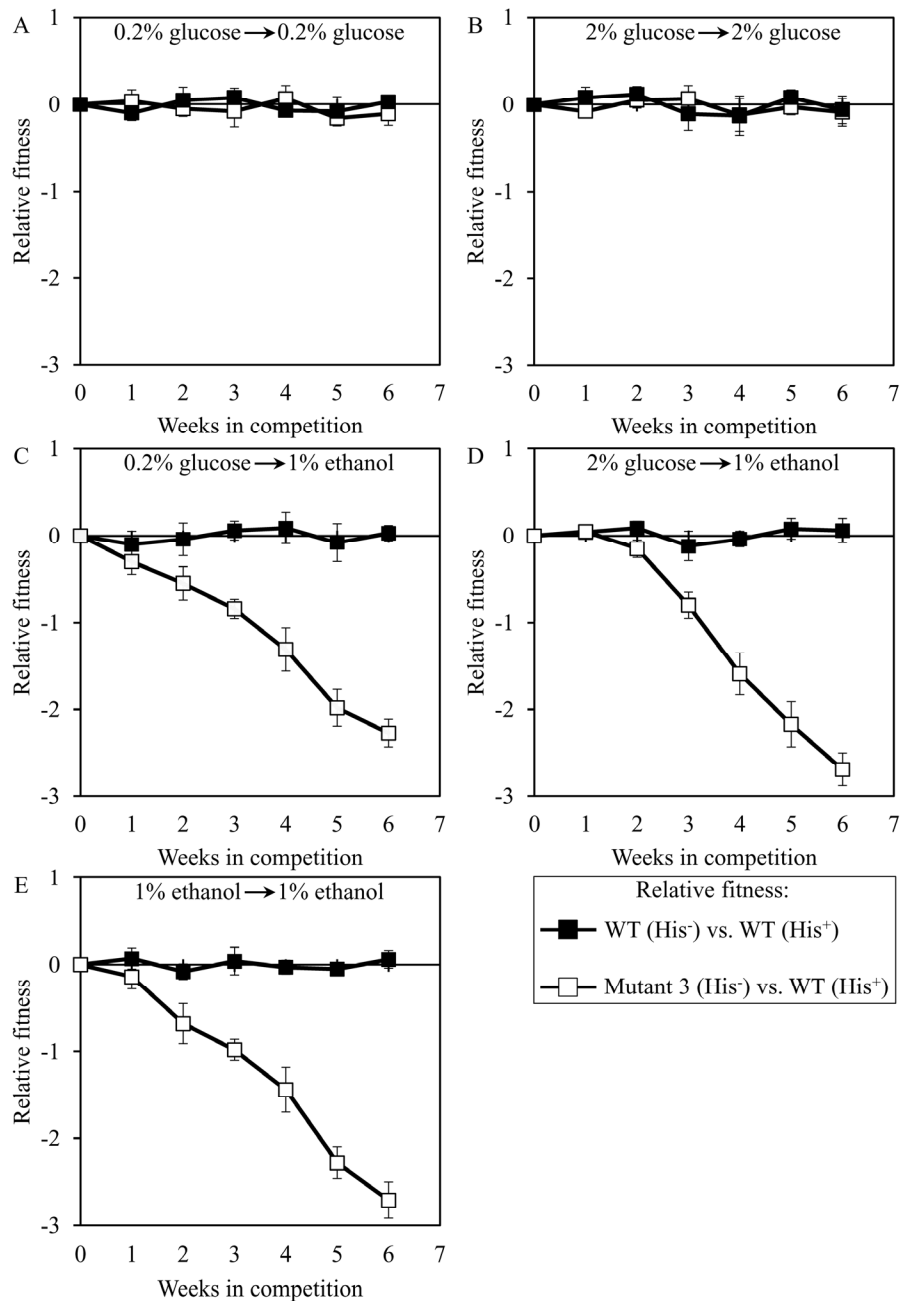 A
0.2% glucose → 0.2% glucose
1
0
-1
-2
-3
Relative fitness
0 1 2 3 4 5 6 7
Weeks in competition
B
2% glucose → 2% glucose
1
0
-1
-2
-3
Relative fitness
0 1 2 3 4 5 6 7
Weeks in competition
C
0.2% glucose → 1% ethanol
1
0
-1
-2
-3
Relative fitness
0 1 2 3 4 5 6 7
Weeks in competition
D
2% glucose → 1% ethanol
1
0
-1
-2
-3
Relative fitness
0 1 2 3 4 5 6 7
Weeks in competition
E
1% ethanol → 1% ethanol
1
0
-1
-2
-3
Relative fitness
0 1 2 3 4 5 6 7
Weeks in competition
Relative fitness:
WT (His⁻) vs. WT (His⁺)
Mutant 3 (His⁻) vs. WT (His⁺)